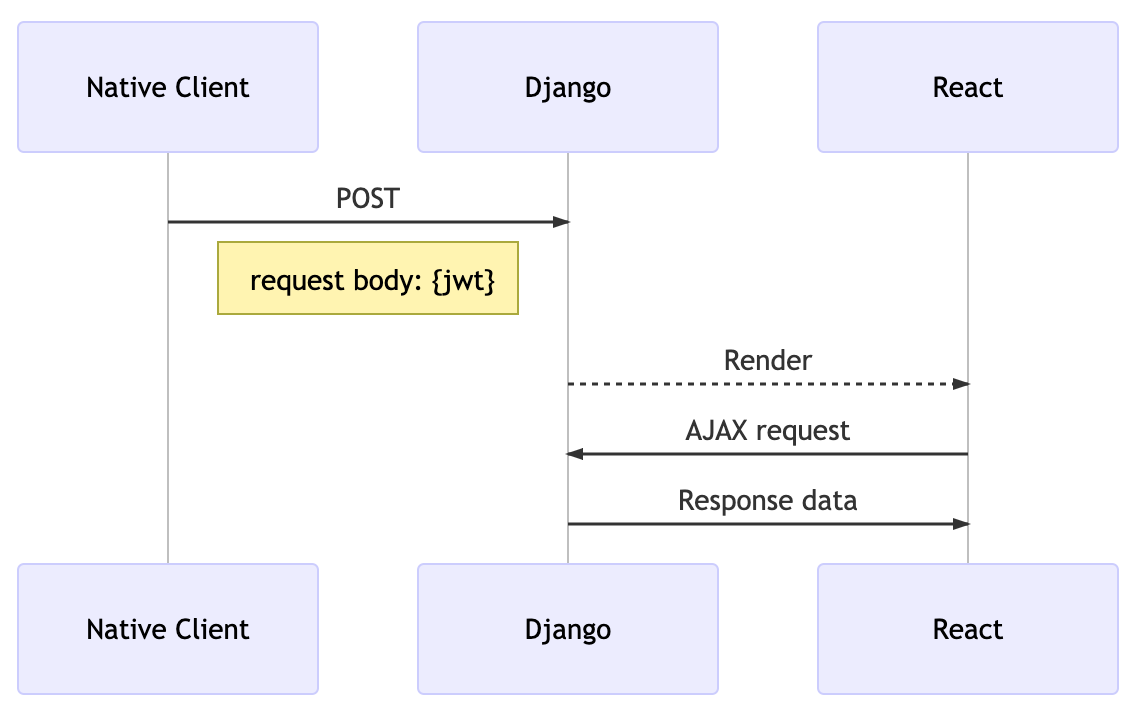 Native Client
Django
React
POST
request body: {jwt}
Render
AJAX request
Response data
Native Client
Django
React